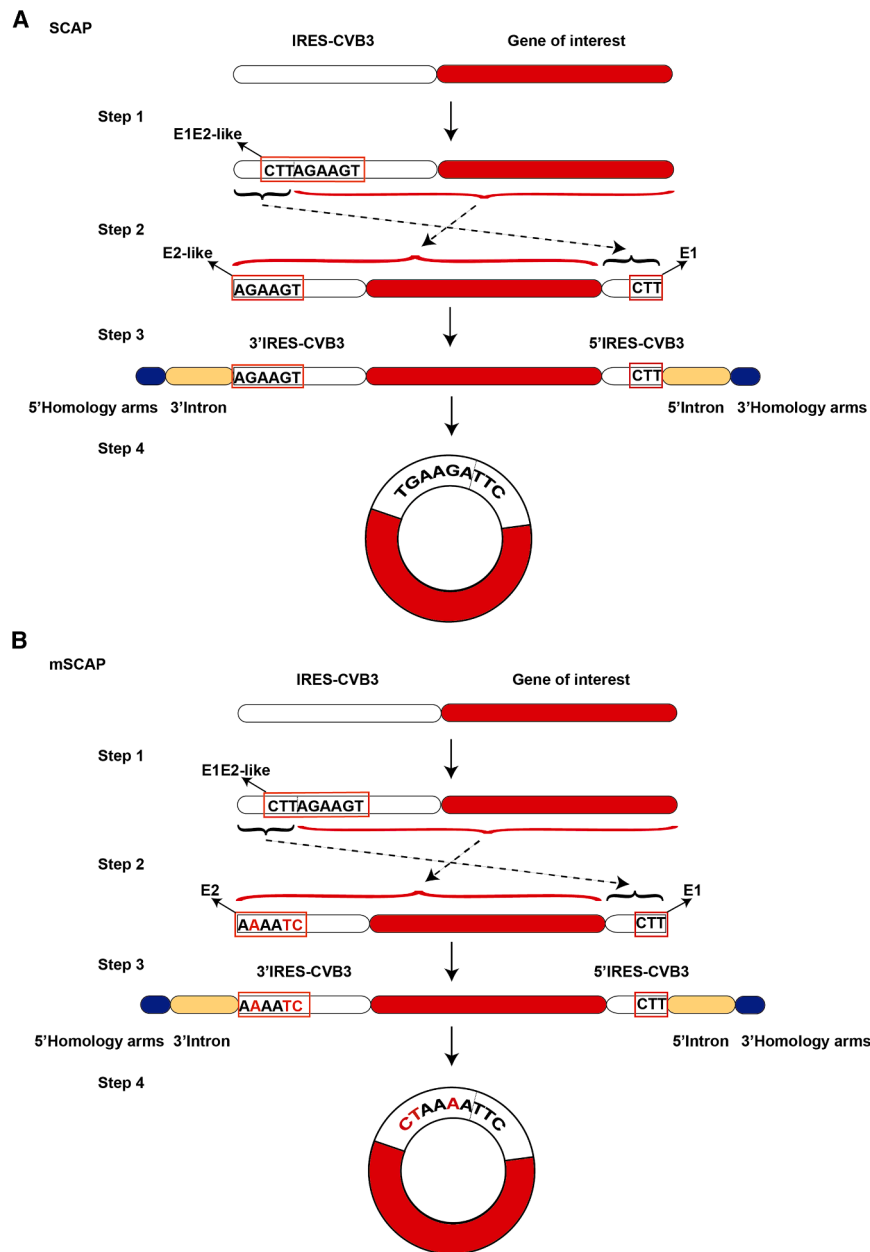 A
SCAP
IRES-CVB3 Gene of interest
Step 1
E1E2-like
CTTAGAAGT
Step 2
E2-like E1
AGAAGT CTT
Step 3
3'IRES-CVB3 5'IRES-CVB3
AGAAGT CTT
5'Homology arms 3'Intron 5'Intron 3'Homology arms
Step 4
TGAAGATTC
B
mSCAP
IRES-CVB3 Gene of interest
Step 1
E1E2-like
CTTAGAAGT
Step 2
E2 E1
AAAATC CTT
Step 3
3'IRES-CVB3 5'IRES-CVB3
AAAATC CTT
5'Homology arms 3'Intron 5'Intron 3'Homology arms
Step 4
CTAAAATTC